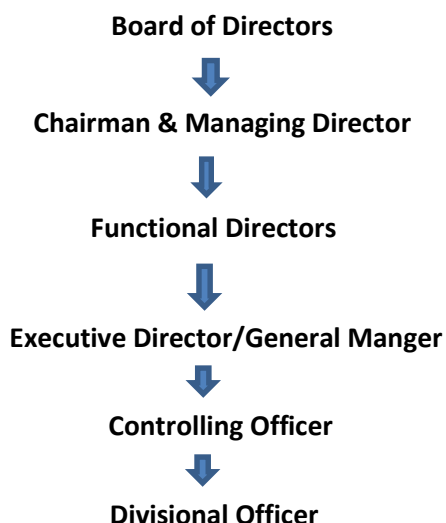 Board of Directors
Chairman & Managing Director
Functional Directors
Executive Director/General Manger
Controlling Officer
Divisional Officer